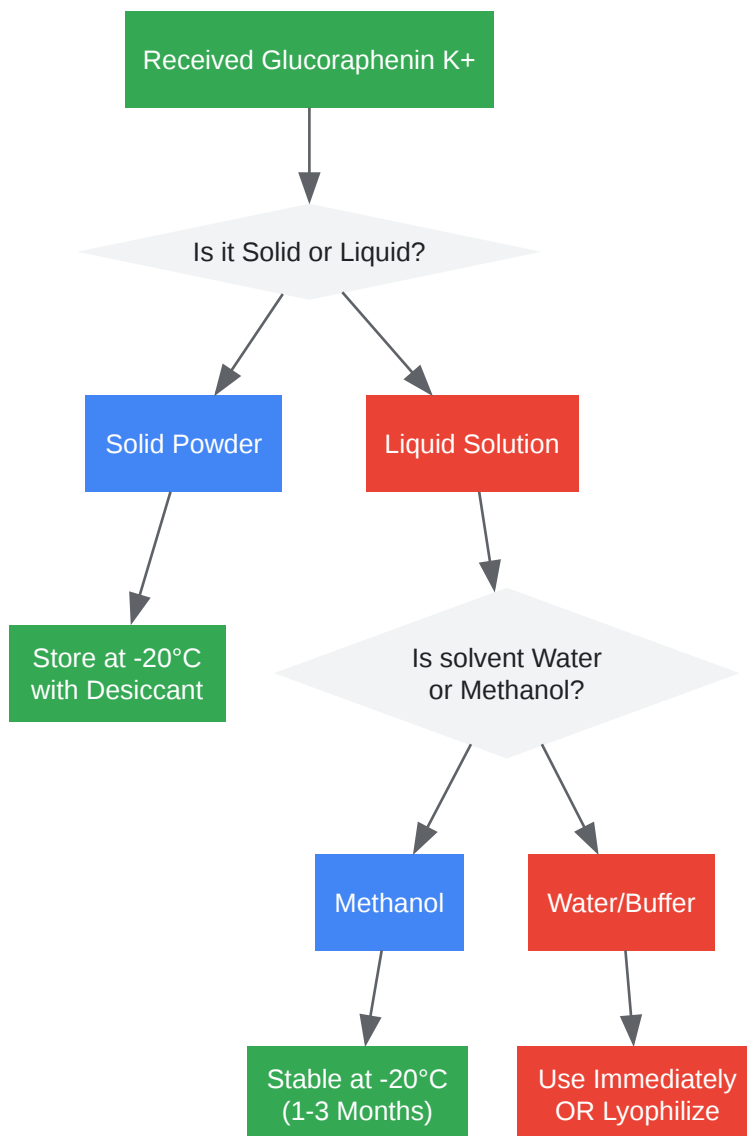 Received Glucoraphenin K+
Is it Solid or Liquid?
Solid Powder
Liquid Solution
Store at -20°C
with Desiccant
Is solvent Water
or Methanol?
Methanol
Water/Buffer
Stable at -20°C
(1-3 Months)
Use Immediately
OR Lyophilize